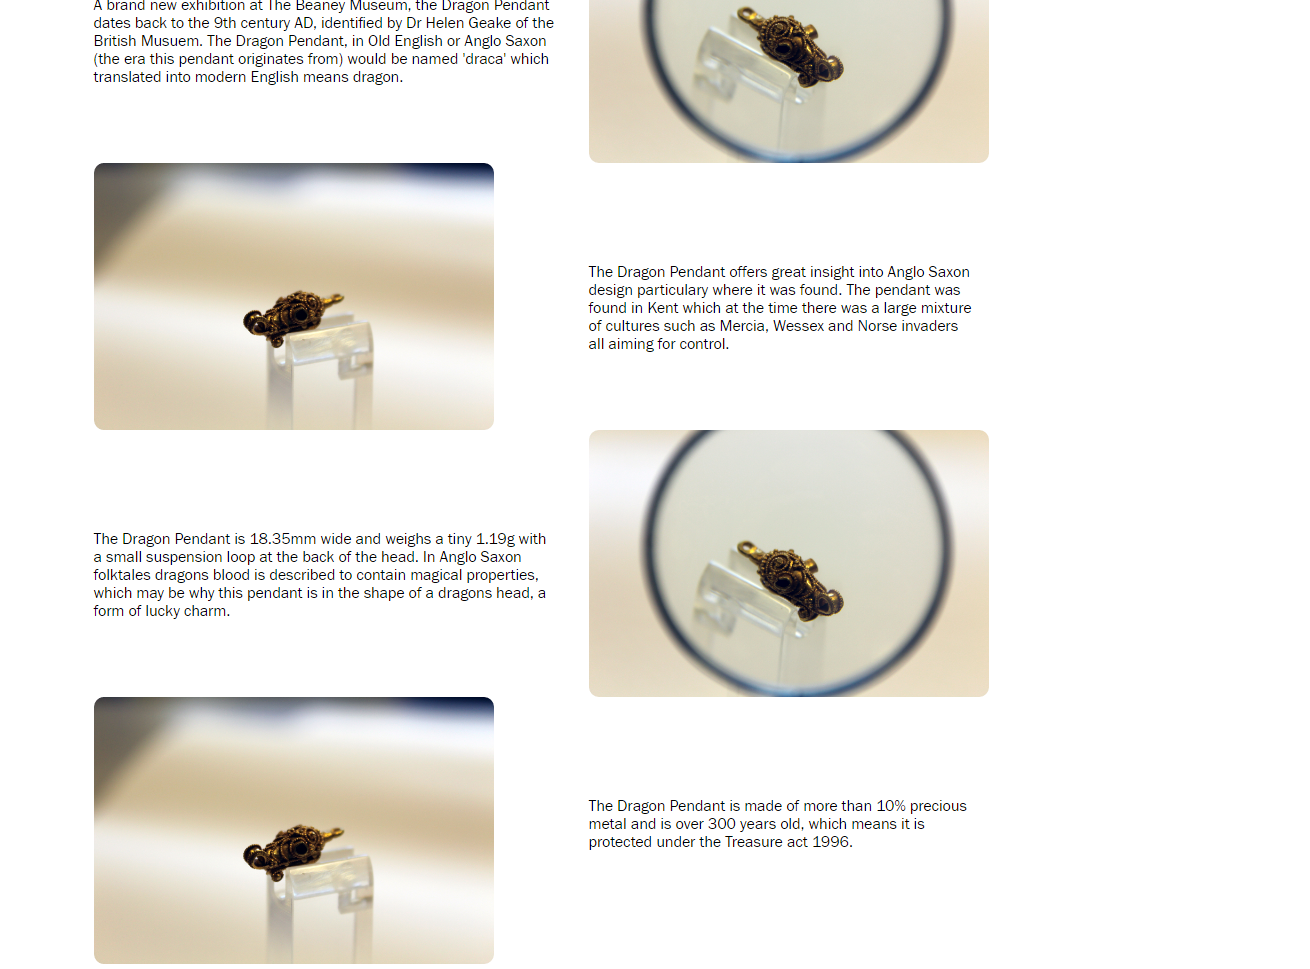 A brand new exhibition at The Beaney Museum, the Dragon Pendant
dates back to the 9th century AD, identified by Dr Helen Geake of the
British Musuem. The Dragon Pendant, in Old English or Anglo Saxon
(the era this pendant originates from) would be named 'draca' which
translated into modern English means dragon.
The Dragon Pendant offers great insight into Anglo Saxon
design particulary where it was found. The pendant was
found in Kent which at the time there was a large mixture
of cultures such as Mercia, Wessex and Norse invaders
all aiming for control.
The Dragon Pendant is 18.35mm wide and weighs a tiny 1.19g with
a small suspension loop at the back of the head. In Anglo Saxon
folktales dragons blood is described to contain magical properties,
which may be why this pendant is in the shape of a dragons head, a
form of lucky charm.
The Dragon Pendant is made of more than 10% precious
metal and is over 300 years old, which means it is
protected under the Treasure act 1996.